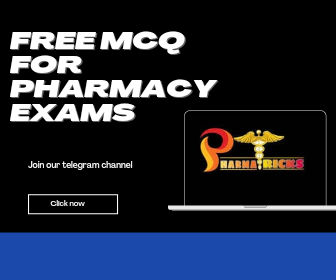 FREE MCQ
FOR
PHARMACY
EXAMS
Join our telegram channel
PHARMATRICKS
Click now